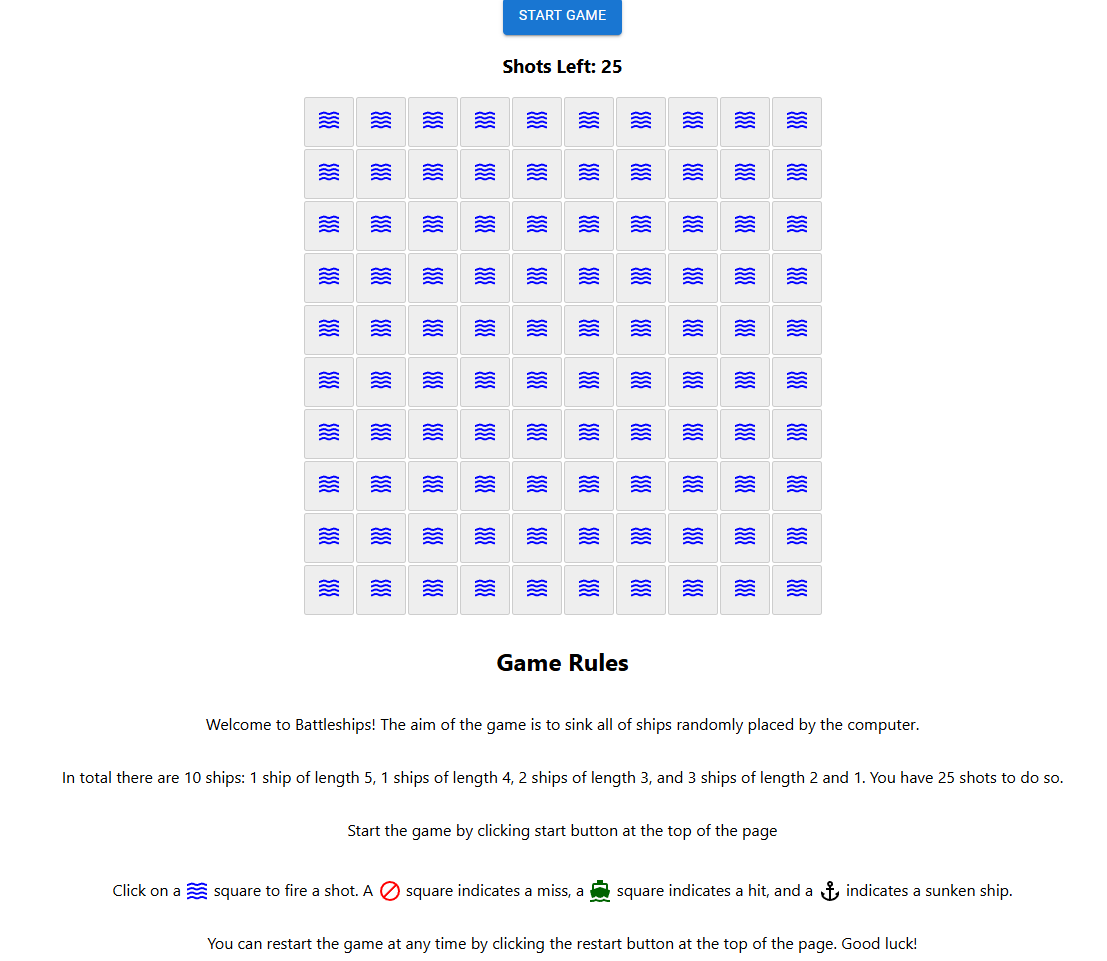 START GAME
Shots Left: 25
Game Rules
Welcome to Battleships! The aim of the game is to sink all of ships randomly placed by the computer.
In total there are 10 ships: 1 ship of length 5, 1 ships of length 4, 2 ships of length 3, and 3 ships of length 2 and 1. You have 25 shots to do so.
Start the game by clicking start button at the top of the page
Click on a square to fire a shot. A square indicates a miss, a square indicates a hit, and a indicates a sunken ship.
You can restart the game at any time by clicking the restart button at the top of the page. Good luck!